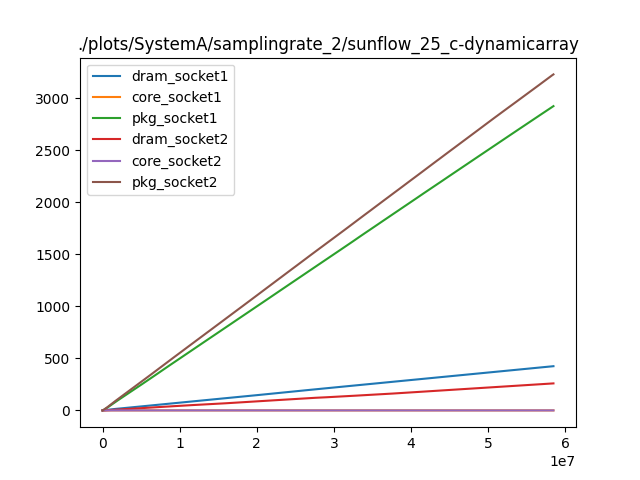 ./plots/SystemA/samplingrate_2/sunflow_25_c-dynamicarray
dram_socket1
core_socket1
pkg_socket1
dram_socket2
core_socket2
pkg_socket2
3000
2500
2000
1500
1000
500
0
0 1 2 3 4 5 6
1e7